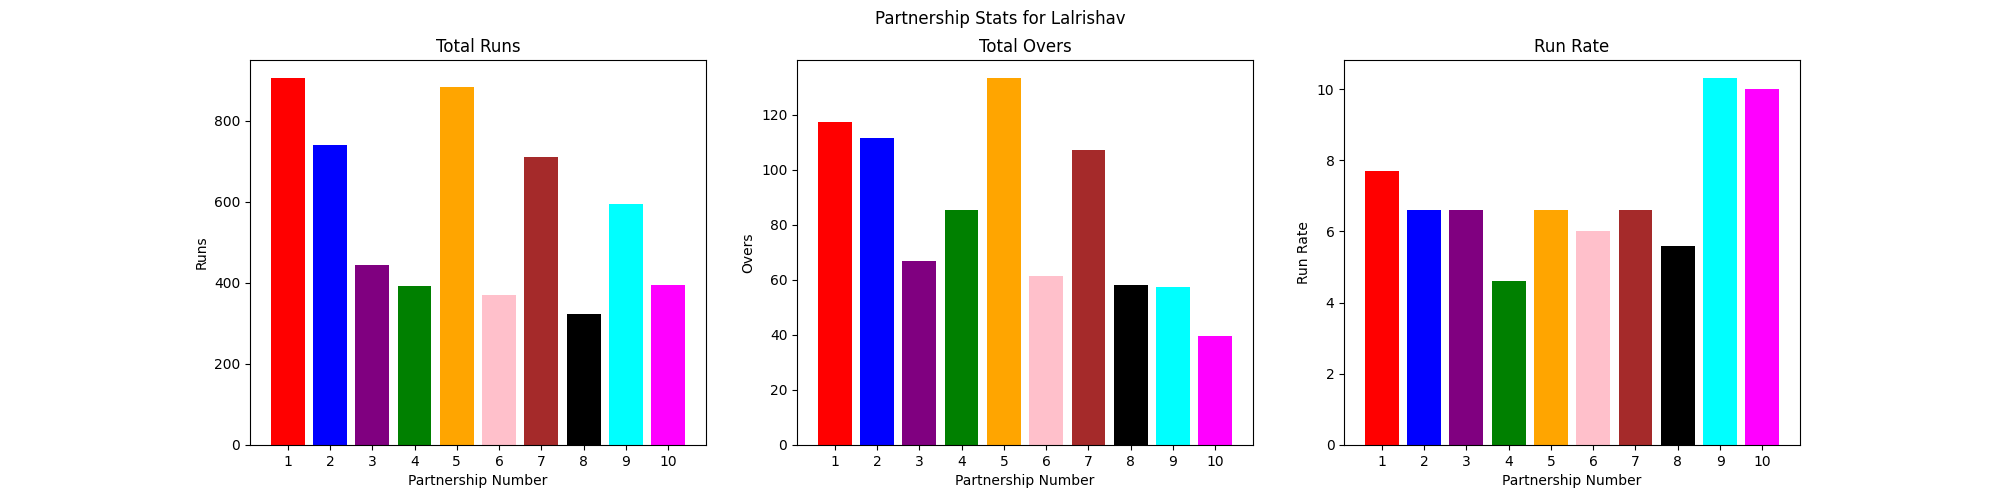 Partnership Stats for Lalrishav
Total Runs
Runs
800
600
400
200
0
1 2 3 4 5 6 7 8 9 10
Partnership Number
Total Overs
Overs
120
100
80
60
40
20
0
1 2 3 4 5 6 7 8 9 10
Partnership Number
Run Rate
Run Rate
10
8
6
4
2
0
1 2 3 4 5 6 7 8 9 10
Partnership Number